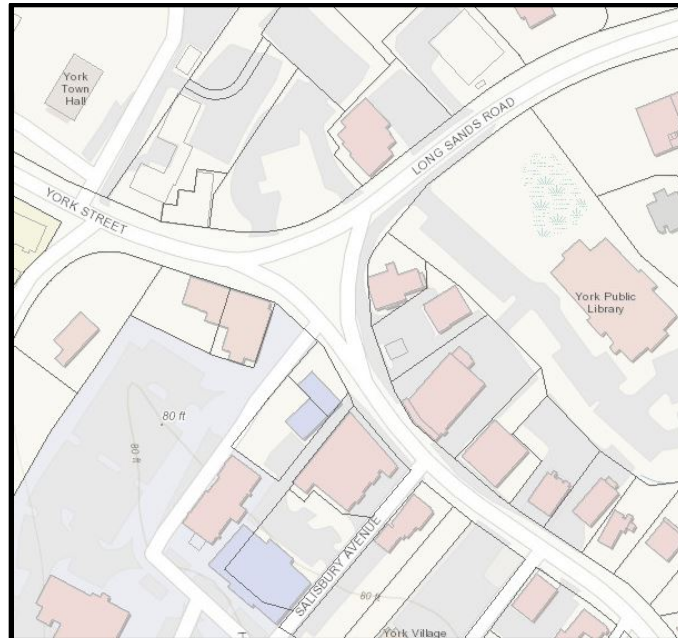 York
Town
Hall
LONG SANDS ROAD
YORK STREET
York Public
Library
80 ft
80 ft
SALISBURY AVENUE
80 ft
York Village